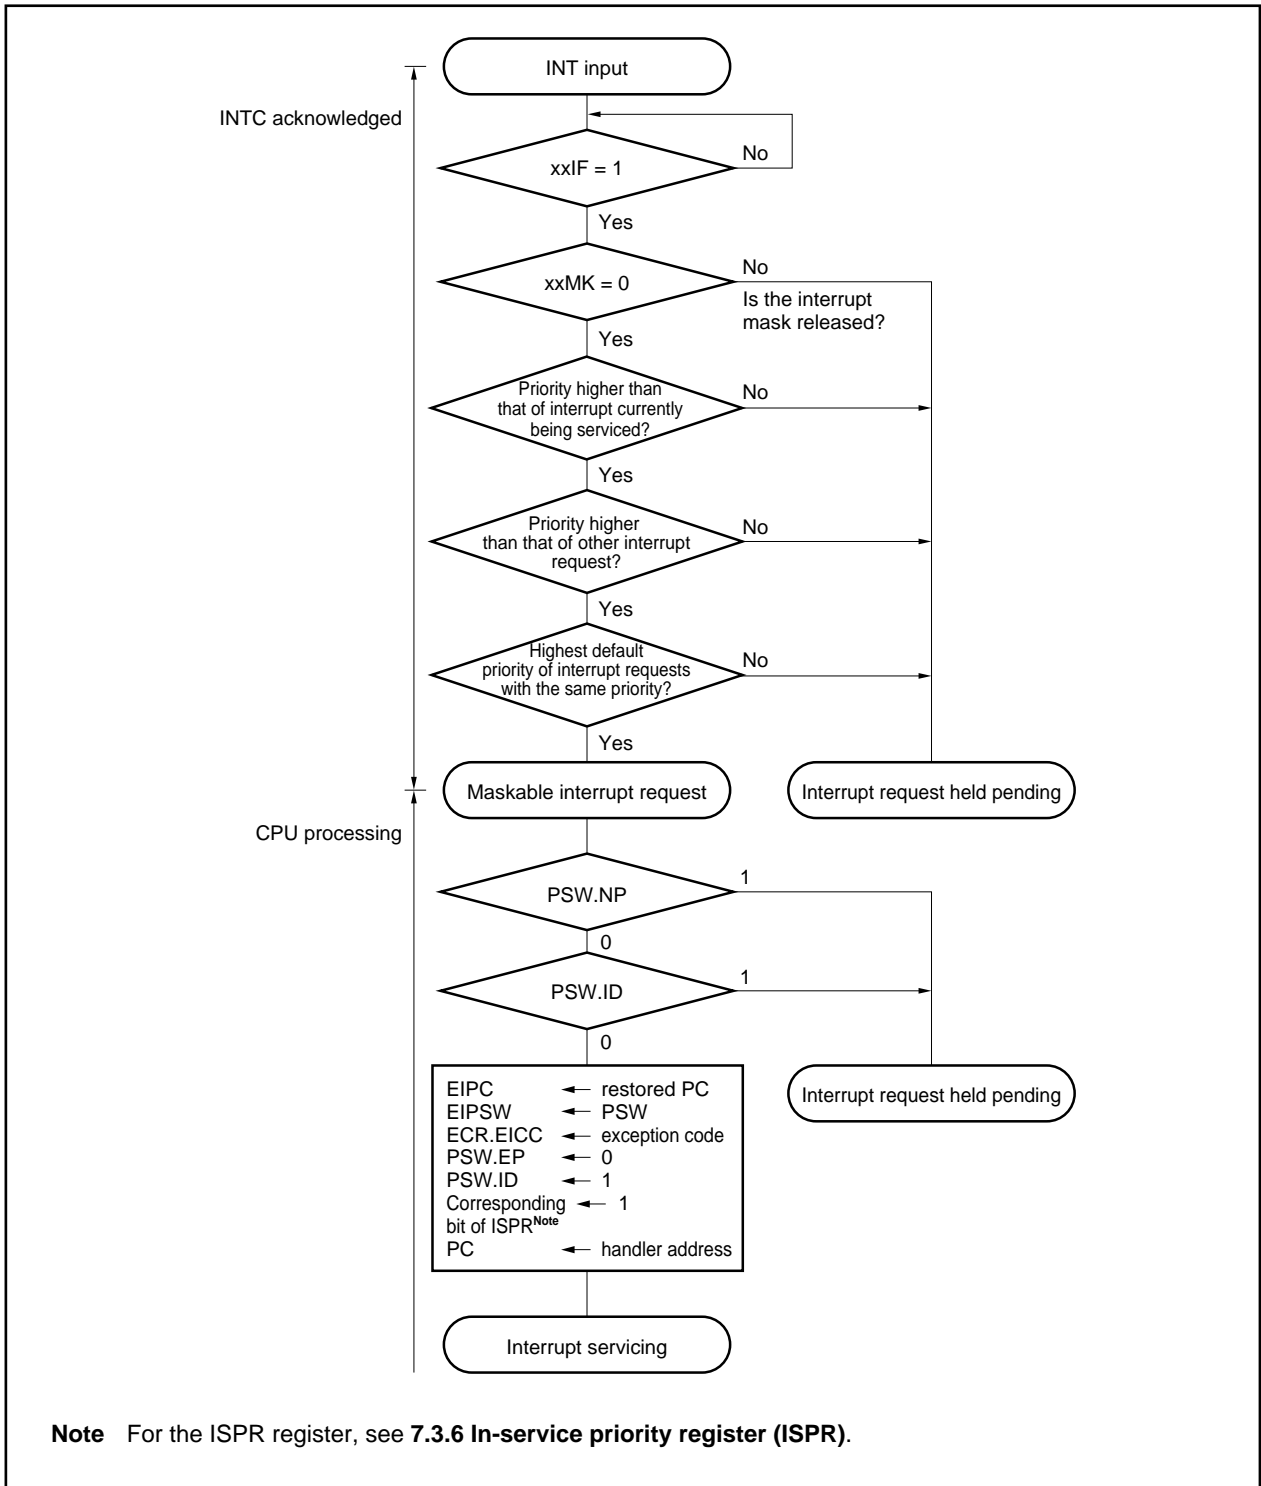 INT input
INTC acknowledged
xxIF = 1
No
Yes
xxMK = 0
No
Is the interrupt
mask released?
Yes
Priority higher than
that of interrupt currently
being serviced?
No
Yes
Priority higher
than that of other interrupt
request?
No
Yes
Highest default
priority of interrupt requests
with the same priority?
No
Yes
Maskable interrupt request
Interrupt request held pending
CPU processing
PSW.NP
1
0
PSW.ID
1
0
EIPC ← restored PC
EIPSW ← PSW
ECR.EICC ← exception code
PSW.EP ← 0
PSW.ID ← 1
Corresponding ← 1
bit of ISPRNote
PC ← handler address
Interrupt request held pending
Interrupt servicing
Note For the ISPR register, see 7.3.6 In-service priority register (ISPR).